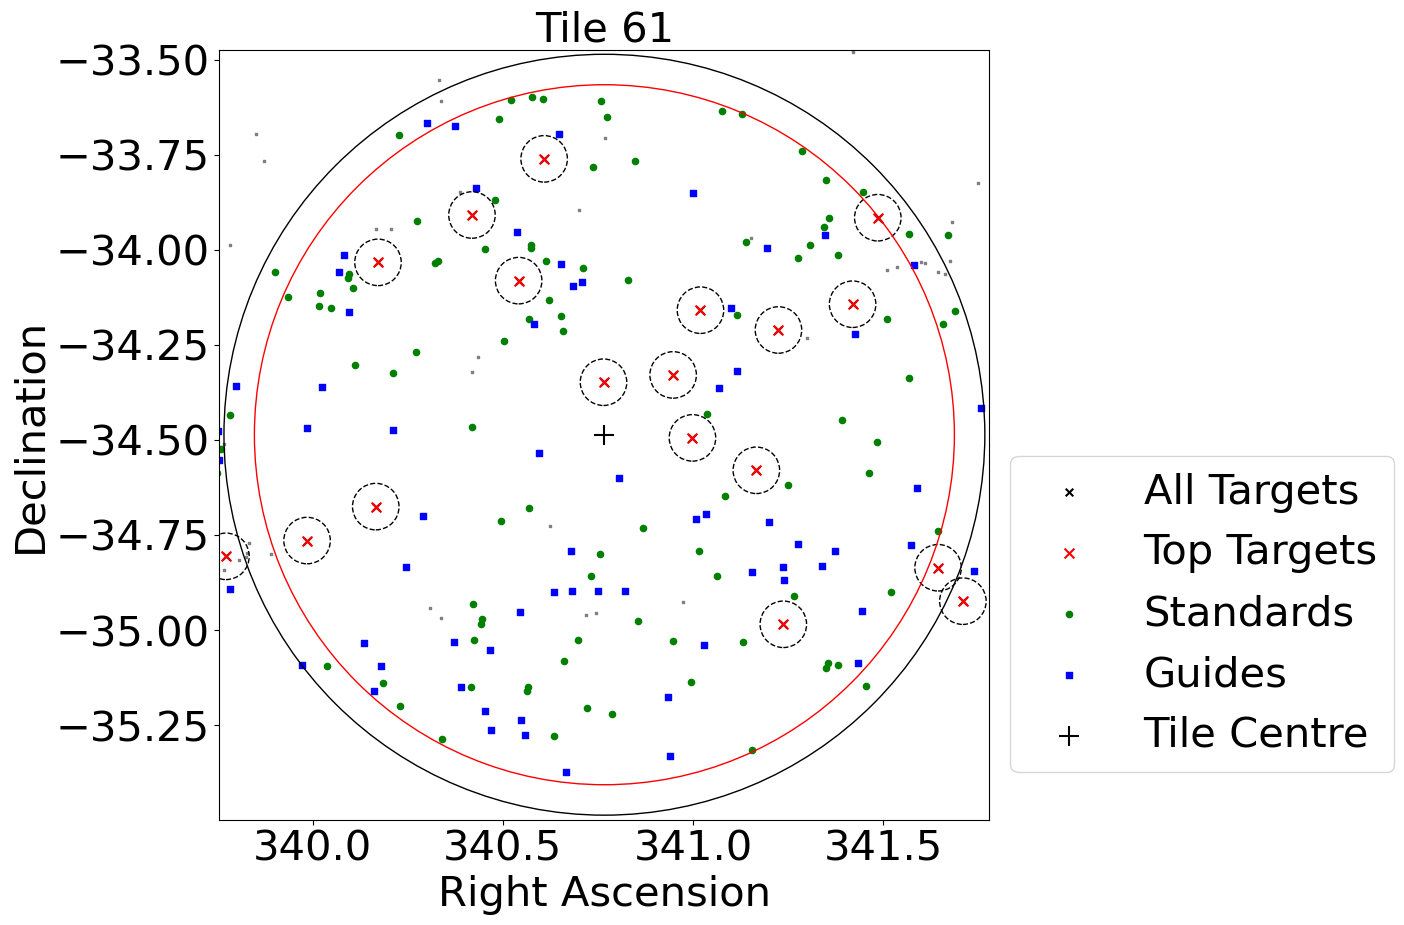 Tile 61
−33.50
−33.75
−34.00
−34.25
−34.50
−34.75
−35.00
−35.25
Declination
340.0 340.5 341.0 341.5
Right Ascension
All Targets
Top Targets
Standards
Guides
Tile Centre